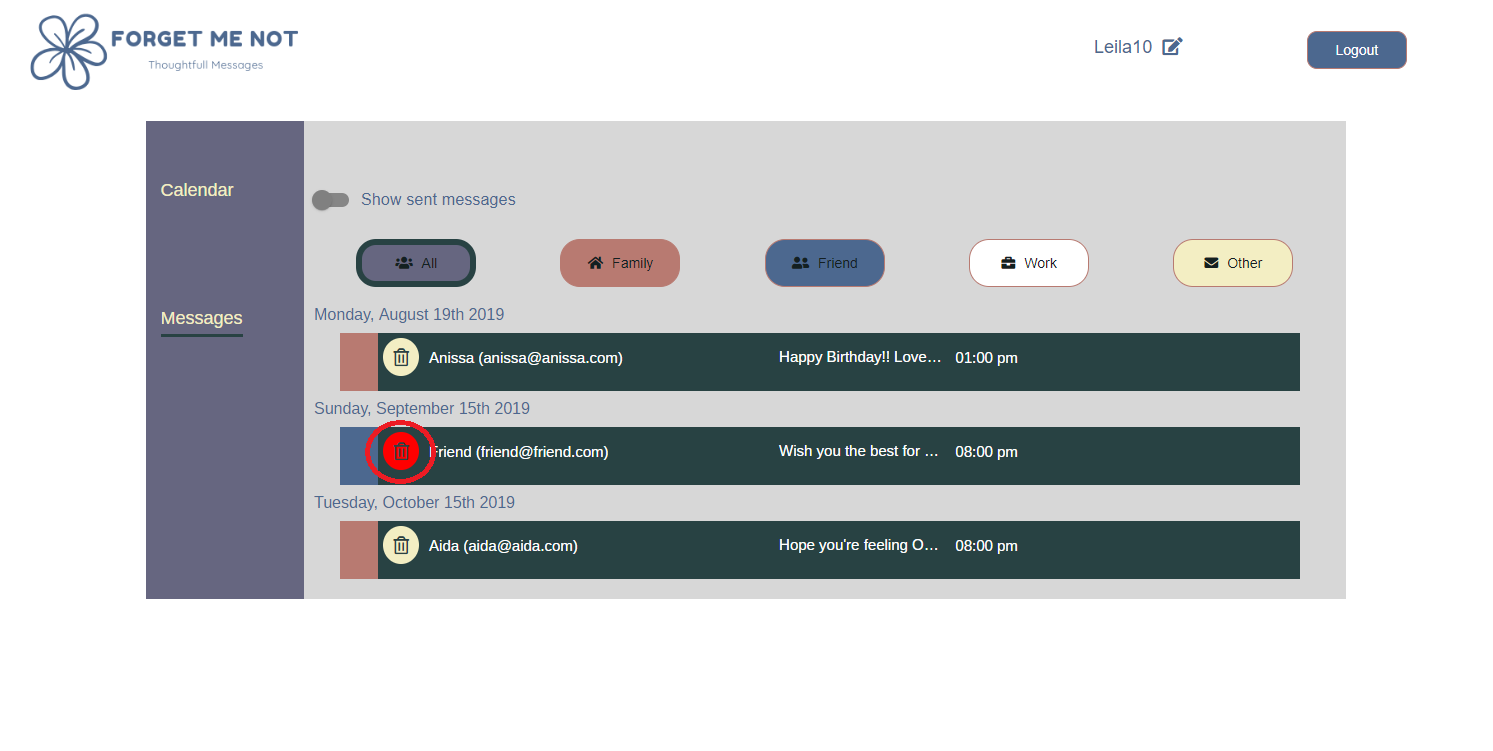 FORGET ME NOT
Thoughtfull Messages
Leila10
Logout
Calendar
Show sent messages
All
Family
Friend
Work
Other
Monday, August 19th 2019
Messages
Anissa (anissa@anissa.com) Happy Birthday!! Love… 01:00 pm
Sunday, September 15th 2019
Friend (friend@friend.com) Wish you the best for … 08:00 pm
Tuesday, October 15th 2019
Aida (aida@aida.com) Hope you're feeling O… 08:00 pm